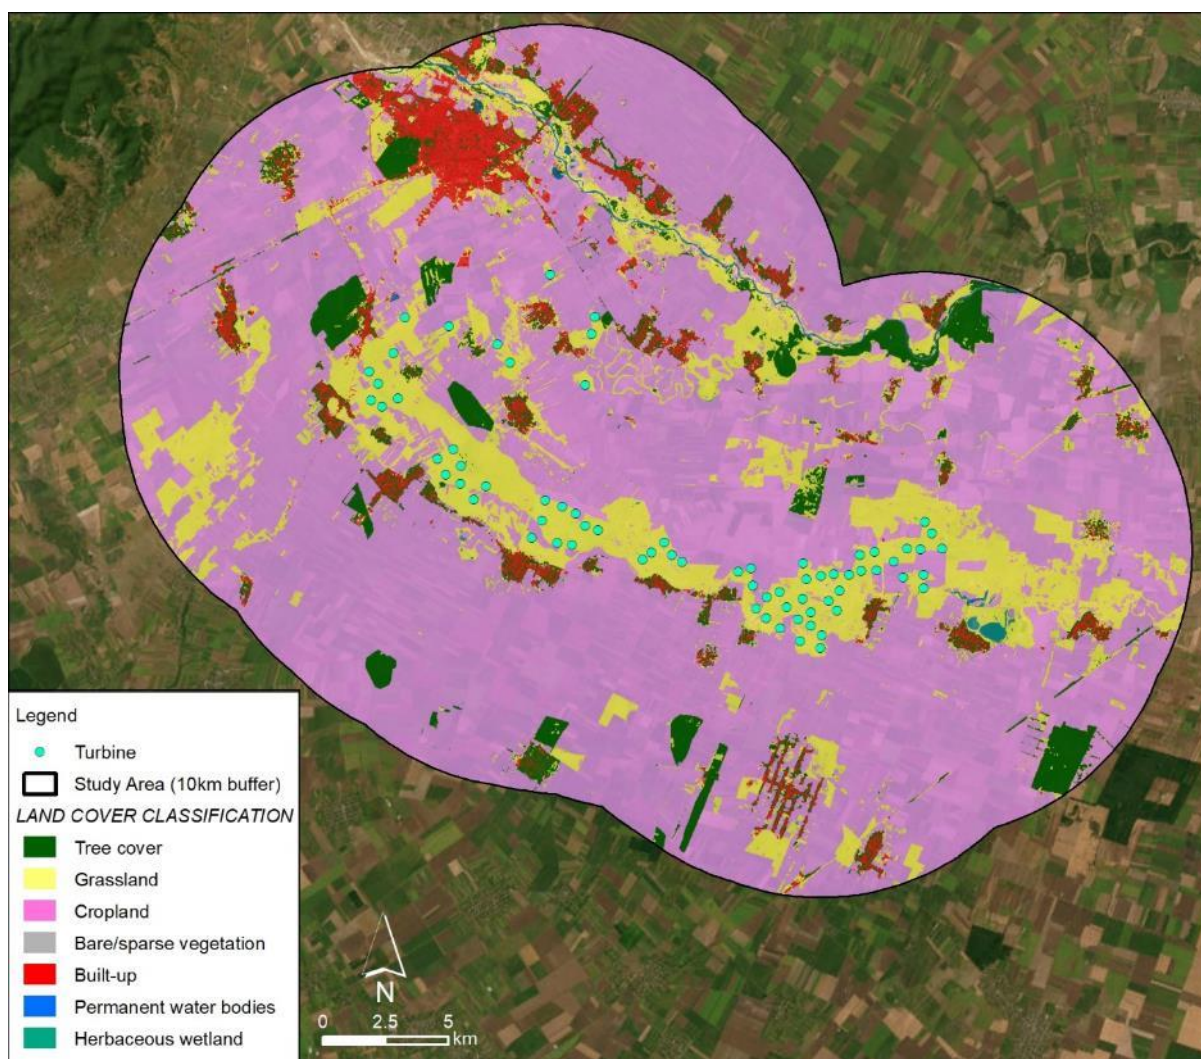 Legend
Turbine
Study Area (10km buffer)
LAND COVER CLASSIFICATION
Tree cover
Grassland
Cropland
Bare/sparse vegetation
Built-up
Permanent water bodies
Herbaceous wetland
N
0 2.5 5
km